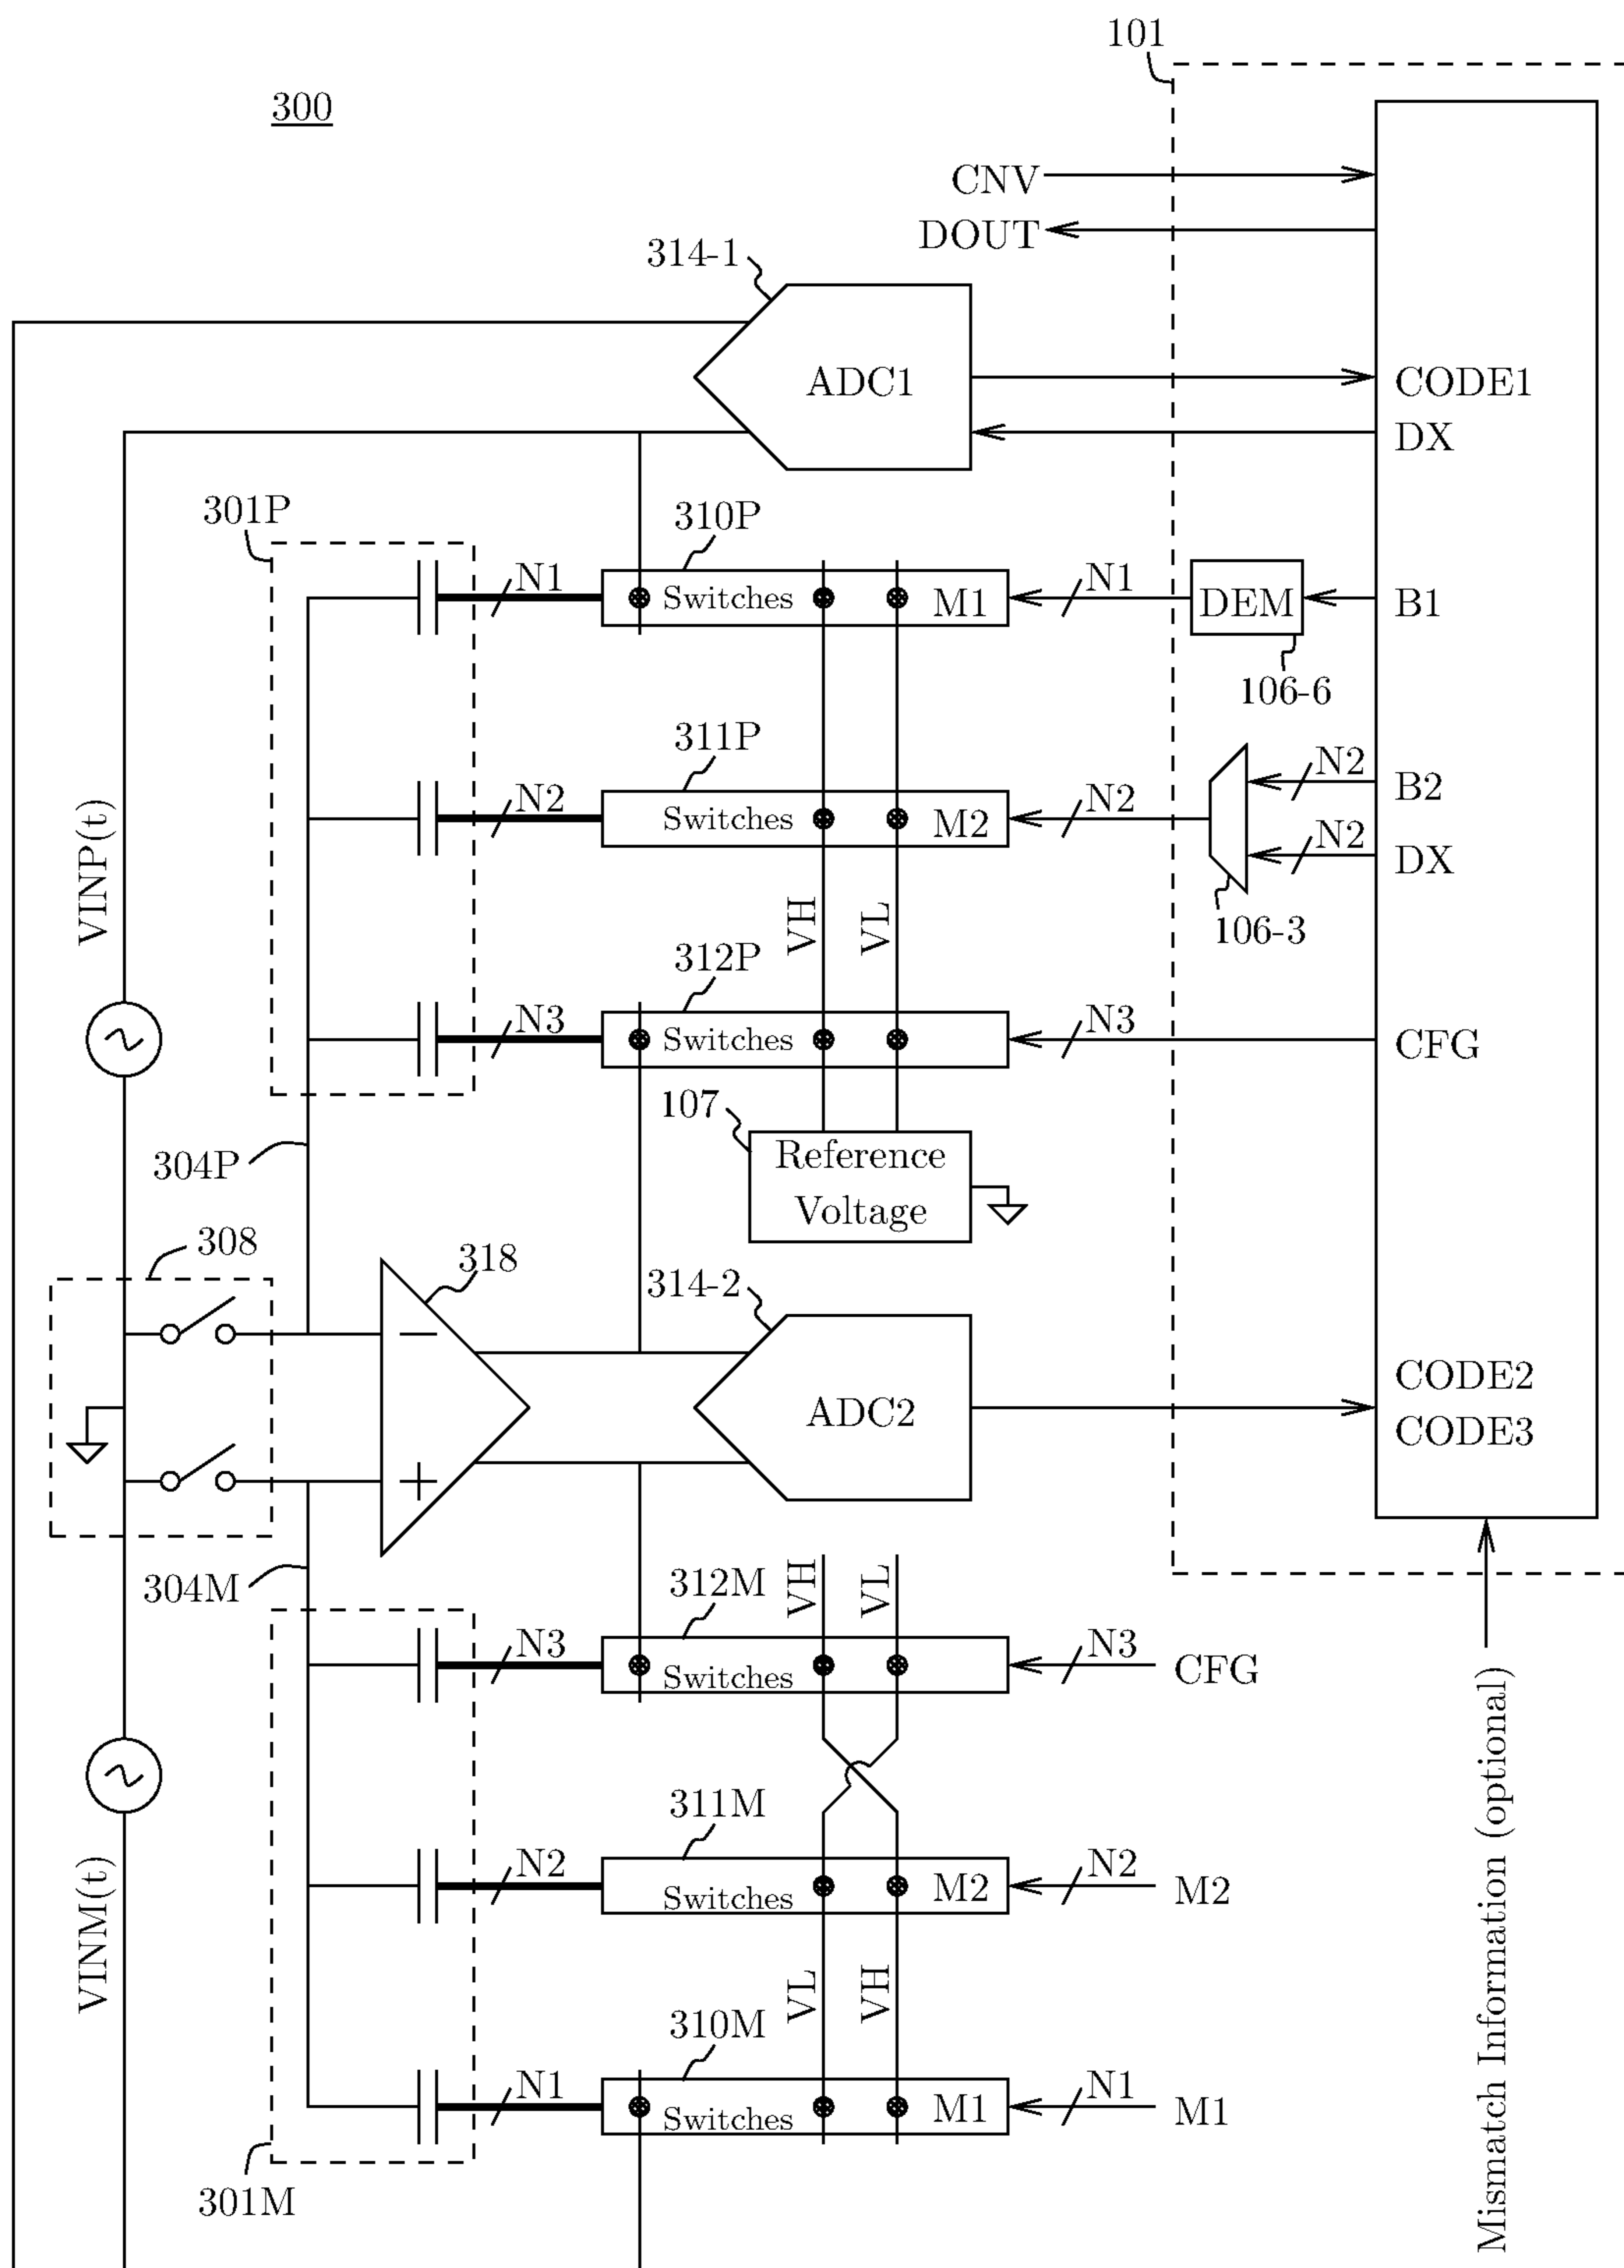 101
300
CNV
DOUT
314-1
ADC1
CODE1
DX
301P
310P
N1
Switches
M1
N1
DEM
B1
106-6
311P
N2
Switches
M2
N2
N2
B2
N2
DX
106-3
VINP(t)
VH
VL
312P
N3
Switches
N3
CFG
107
Reference
Voltage
304P
308
318
314-2
ADC2
CODE2
CODE3
304M
312M
VH
VL
N3
Switches
N3
CFG
311M
N2
Switches
M2
N2
M2
VINM(t)
VL
VH
310M
N1
Switches
M1
N1
M1
301M
Mismatch Information (optional)